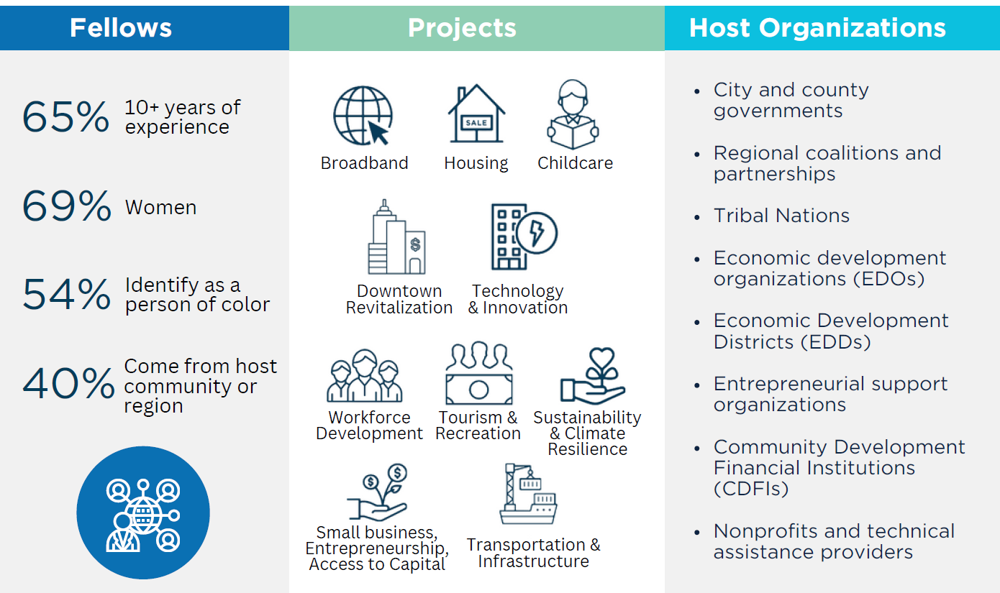 Fellows
65%
10+ years of
experience
69%
Women
54%
Identify as a
person of color
40%
Come from host
community or
region
Projects
Broadband
SALE
Housing
Childcare
$
Downtown
Revitalization
Technology
& Innovation
Workforce
Development
Tourism &
Recreation
Sustainability
& Climate
Resilience
$ $
Small business,
Entrepreneurship,
Access to Capital
Transportation &
Infrastructure
Host Organizations
• City and county
governments
• Regional coalitions and
partnerships
• Tribal Nations
• Economic development
organizations (EDOs)
• Economic Development
Districts (EDDs)
• Entrepreneurial support
organizations
• Community Development
Financial Institutions
(CDFIs)
• Nonprofits and technical
assistance providers